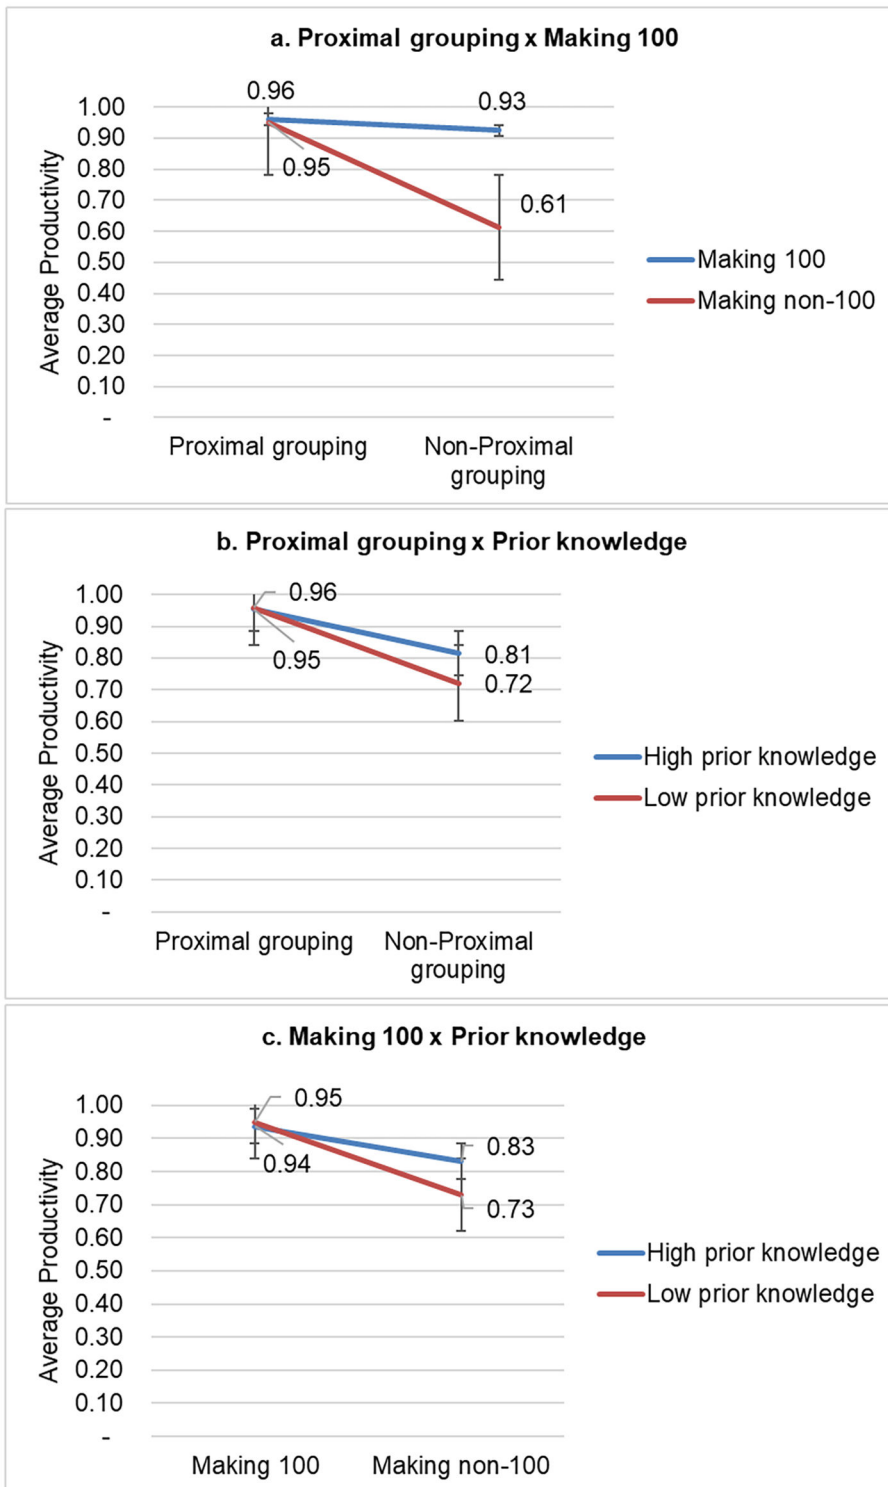 a. Proximal grouping x Making 100
Average Productivity
1.00
0.90
0.80
0.70
0.60
0.50
0.40
0.30
0.20
0.10
-
0.96
0.93
0.95
0.61
Making 100
Making non-100
Proximal grouping
Non-Proximal
grouping
b. Proximal grouping x Prior knowledge
Average Productivity
1.00
0.90
0.80
0.70
0.60
0.50
0.40
0.30
0.20
0.10
-
0.96
0.95
0.81
0.72
High prior knowledge
Low prior knowledge
Proximal grouping
Non-Proximal
grouping
c. Making 100 x Prior knowledge
Average Productivity
1.00
0.90
0.80
0.70
0.60
0.50
0.40
0.30
0.20
0.10
-
0.95
0.94
0.83
0.73
High prior knowledge
Low prior knowledge
Making 100
Making non-100